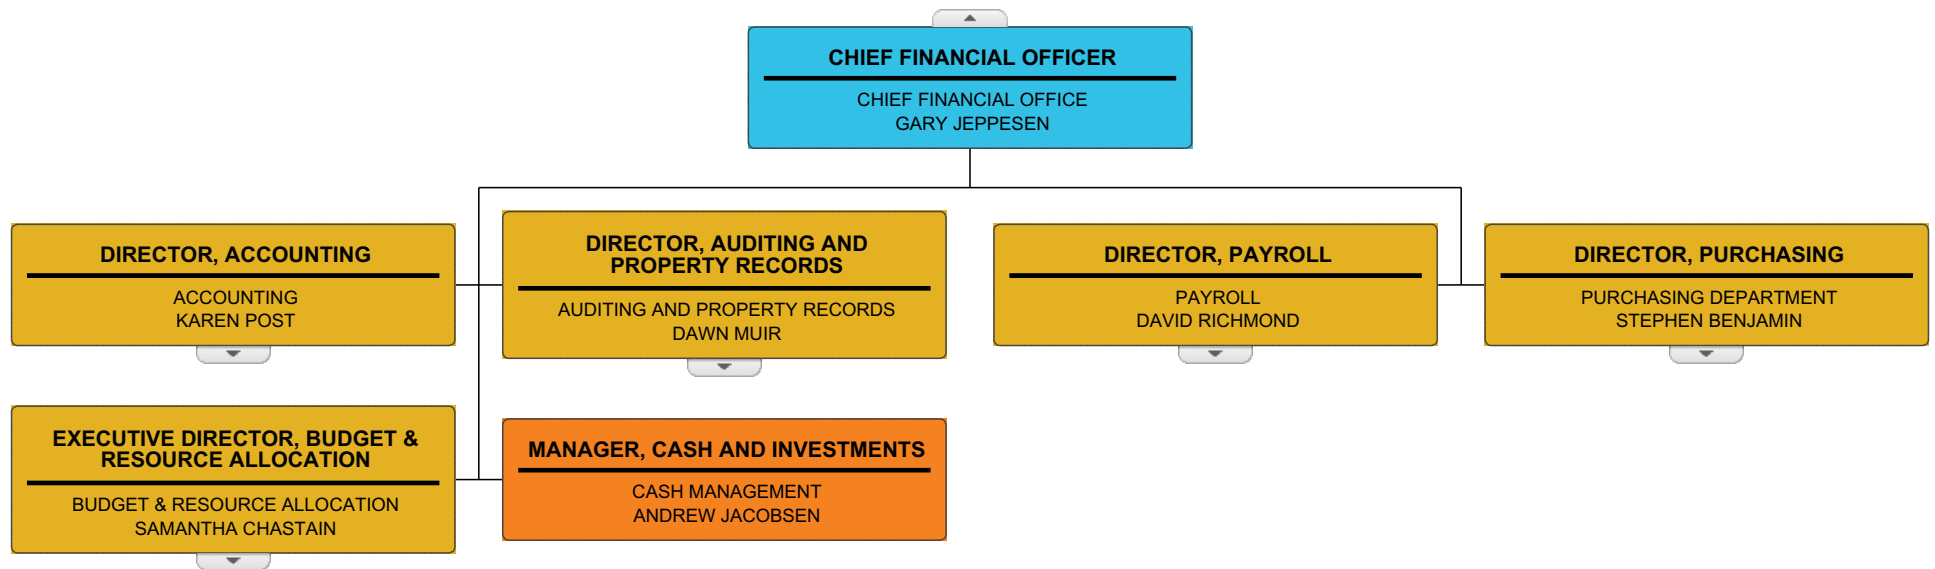 CHIEF FINANCIAL OFFICER
CHIEF FINANCIAL OFFICE
GARY JEPPESEN
DIRECTOR, ACCOUNTING
ACCOUNTING
KAREN POST
DIRECTOR, AUDITING AND
PROPERTY RECORDS
AUDITING AND PROPERTY RECORDS
DAWN MUIR
DIRECTOR, PAYROLL
PAYROLL
DAVID RICHMOND
DIRECTOR, PURCHASING
PURCHASING DEPARTMENT
STEPHEN BENJAMIN
EXECUTIVE DIRECTOR, BUDGET &
RESOURCE ALLOCATION
BUDGET & RESOURCE ALLOCATION
SAMANTHA CHASTAIN
MANAGER, CASH AND INVESTMENTS
CASH MANAGEMENT
ANDREW JACOBSEN